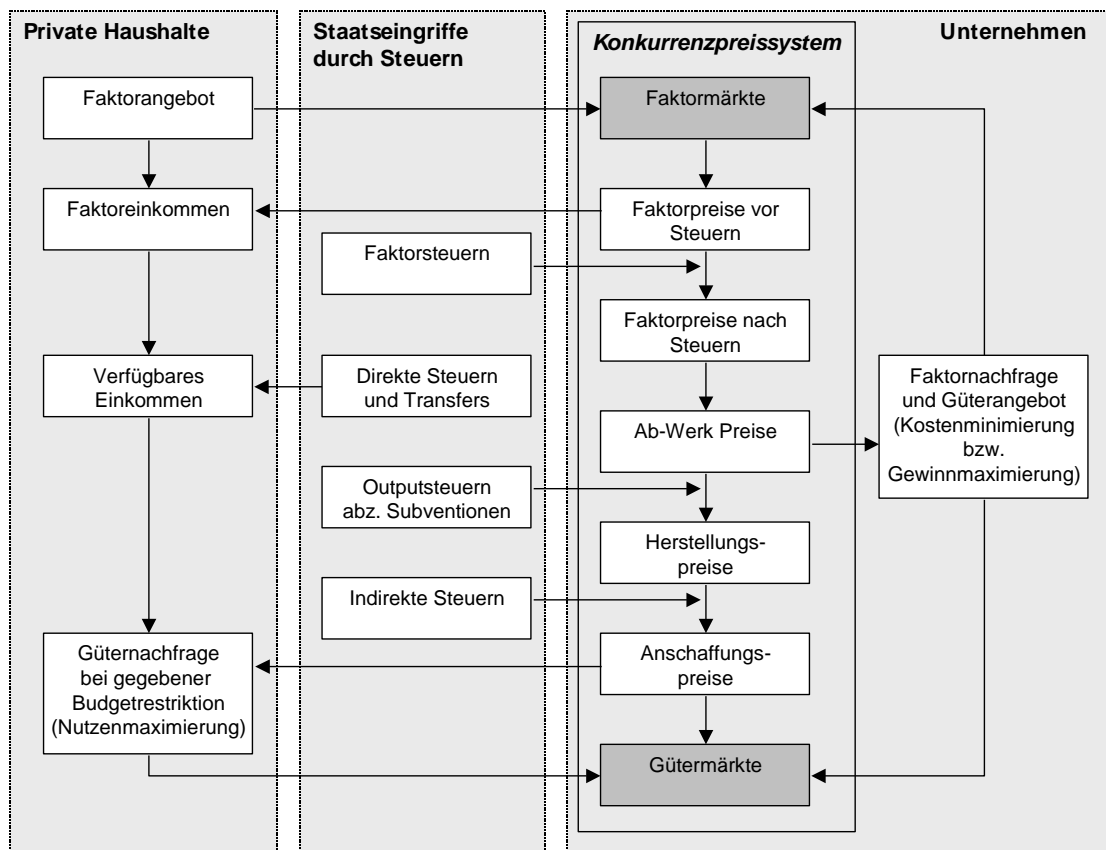 Private Haushalte
Staatseingriffe
durch Steuern
Konkurrenzpreissystem
Unternehmen
Faktorangebot
Faktormärkte
Faktoreinkommen
Faktorpreise vor
Steuern
Faktorsteuern
Faktorpreise nach
Steuern
Verfügbares
Einkommen
Direkte Steuern
und Transfers
Faktornachfrage
und Güterangebot
(Kostenminimierung
bzw.
Gewinnmaximierung)
Ab-Werk Preise
Outputsteuern
abz. Subventionen
Herstellungs-
preise
Indirekte Steuern
Güternachfrage
bei gegebener
Budgetrestriktion
(Nutzenmaximierung)
Anschaffungs-
preise
Gütermärkte